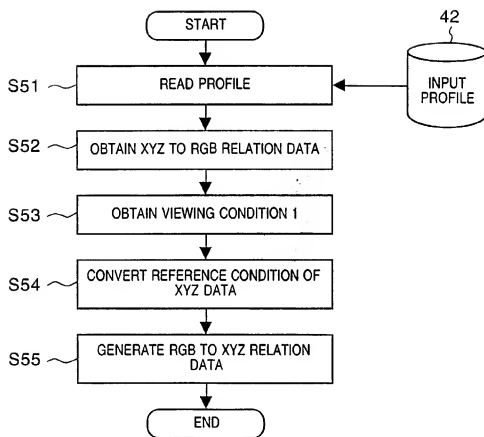 START
42
S51
READ PROFILE
INPUT
PROFILE
S52
OBTAIN XYZ TO RGB RELATION DATA
S53
OBTAIN VIEWING CONDITION 1
S54
CONVERT REFERENCE CONDITION OF
XYZ DATA
S55
GENERATE RGB TO XYZ RELATION
DATA
END